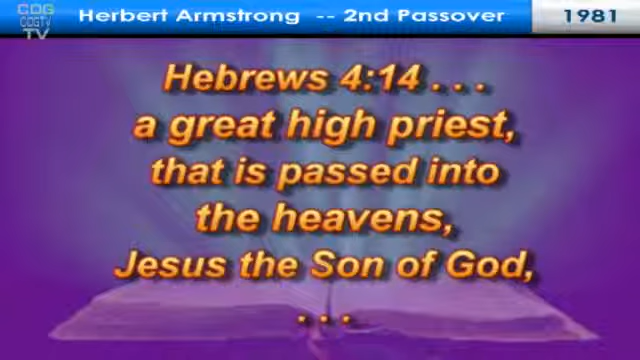 CDG
CDGTV
TV
Herbert Armstrong -- 2nd Passover
1981
Hebrews 4:14 . . .
a great high priest,
that is passed into
the heavens,
Jesus the Son of God,
. . .